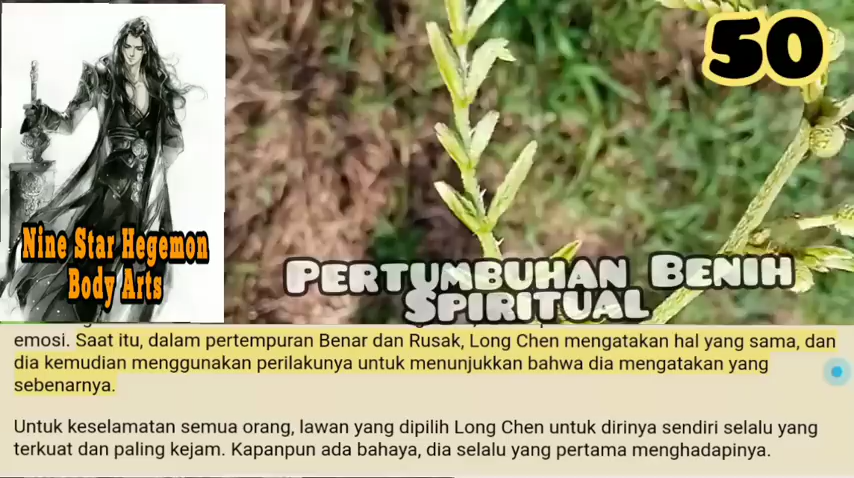 50
Nine Star Hegemon
Body Arts
PERTUMBUHAN BENIH
SPIRITUAL
emosi. Saat itu, dalam pertempuran Benar dan Rusak, Long Chen mengatakan hal yang sama, dan
dia kemudian menggunakan perilakunya untuk menunjukkan bahwa dia mengatakan yang
sebenarnya.
Untuk keselamatan semua orang, lawan yang dipilih Long Chen untuk dirinya sendiri selalu yang
terkuat dan paling kejam. Kapanpun ada bahaya, dia selalu yang pertama menghadapinya.